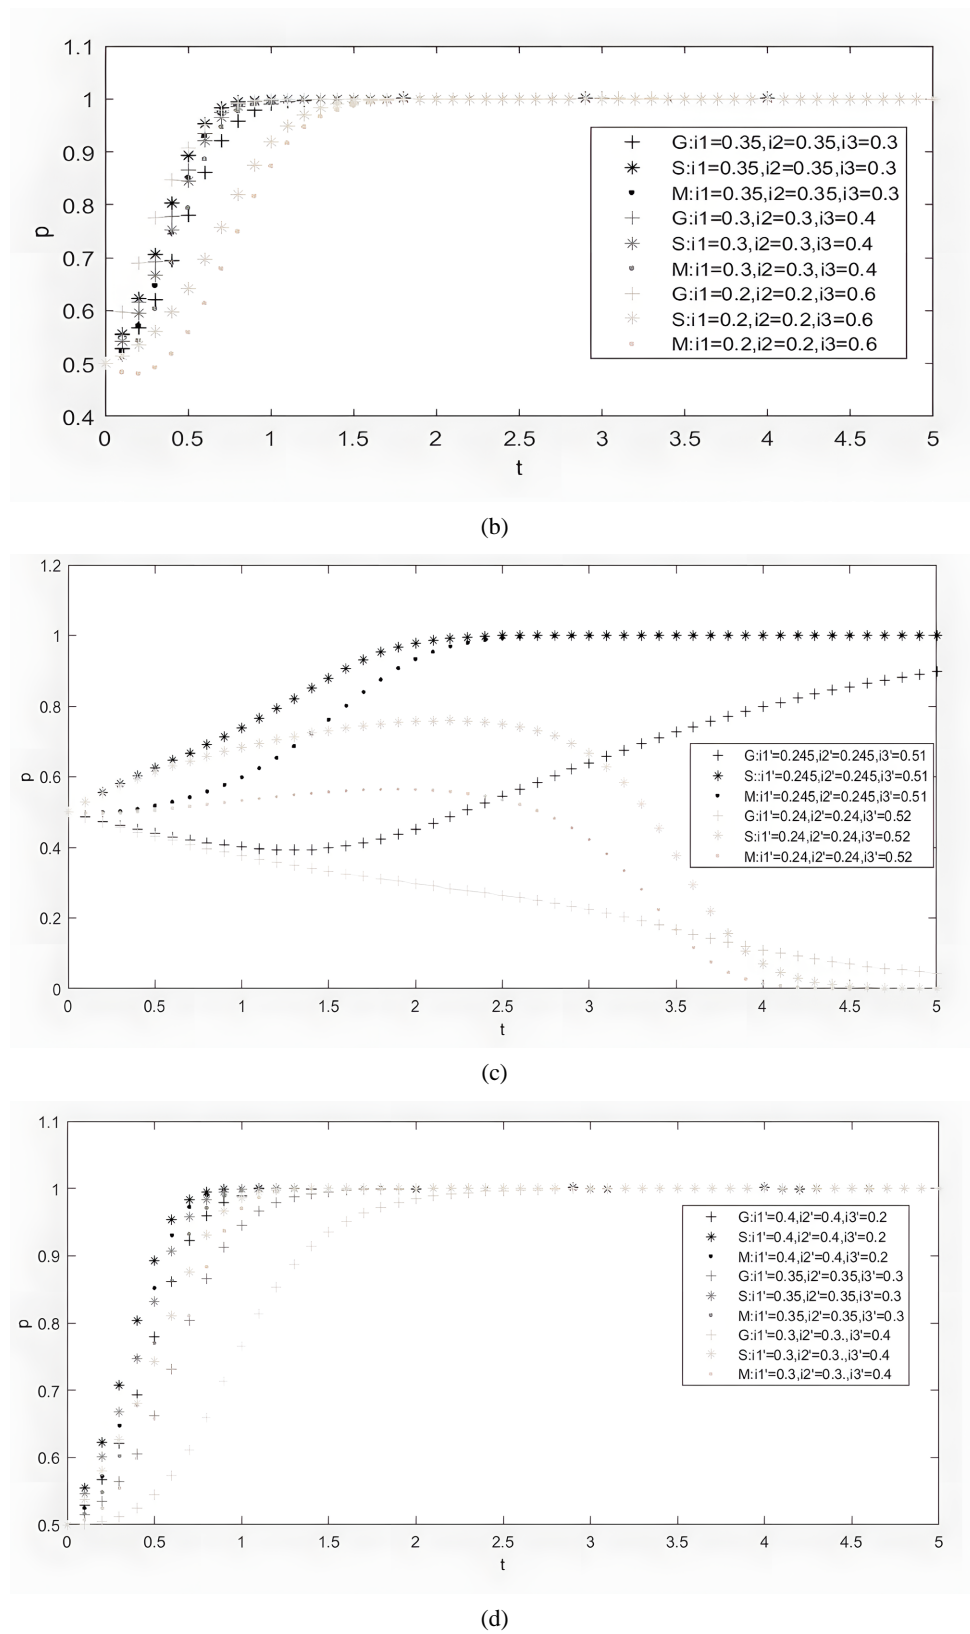 1.1
1
0.9
0.8
0.7
0.6
0.5
0.4
p
0 0.5 1 1.5 2 2.5 3 3.5 4 4.5 5
t
G:i1=0.35,i2=0.35,i3=0.3
S:i1=0.35,i2=0.35,i3=0.3
M:i1=0.35,i2=0.35,i3=0.3
G:i1=0.3,i2=0.3,i3=0.4
S:i1=0.3,i2=0.3,i3=0.4
M:i1=0.3,i2=0.3,i3=0.4
G:i1=0.2,i2=0.2,i3=0.6
S:i1=0.2,i2=0.2,i3=0.6
M:i1=0.2,i2=0.2,i3=0.6
(b)
1.2
1
0.8
0.6
0.4
0.2
0
p
0 0.5 1 1.5 2 2.5 3 3.5 4 4.5 5
t
G:i1'=0.245,i2'=0.245,i3'=0.51
S::i1'=0.245,i2'=0.245,i3'=0.51
M:i1'=0.245,i2'=0.245,i3'=0.51
G:i1'=0.24,i2'=0.24,i3'=0.52
S:i1'=0.24,i2'=0.24,i3'=0.52
M:i1'=0.24,i2'=0.24,i3'=0.52
(c)
1.1
1
0.9
0.8
0.7
0.6
0.5
p
0 0.5 1 1.5 2 2.5 3 3.5 4 4.5 5
t
G:i1'=0.4,i2'=0.4,i3'=0.2
S:i1'=0.4,i2'=0.4,i3'=0.2
M:i1'=0.4,i2'=0.4,i3'=0.2
G:i1'=0.35,i2'=0.35,i3'=0.3
S:i1'=0.35,i2'=0.35,i3'=0.3
M:i1'=0.35,i2'=0.35,i3'=0.3
G:i1'=0.3,i2'=0.3.,i3'=0.4
S:i1'=0.3,i2'=0.3.,i3'=0.4
M:i1'=0.3,i2'=0.3.,i3'=0.4
(d)